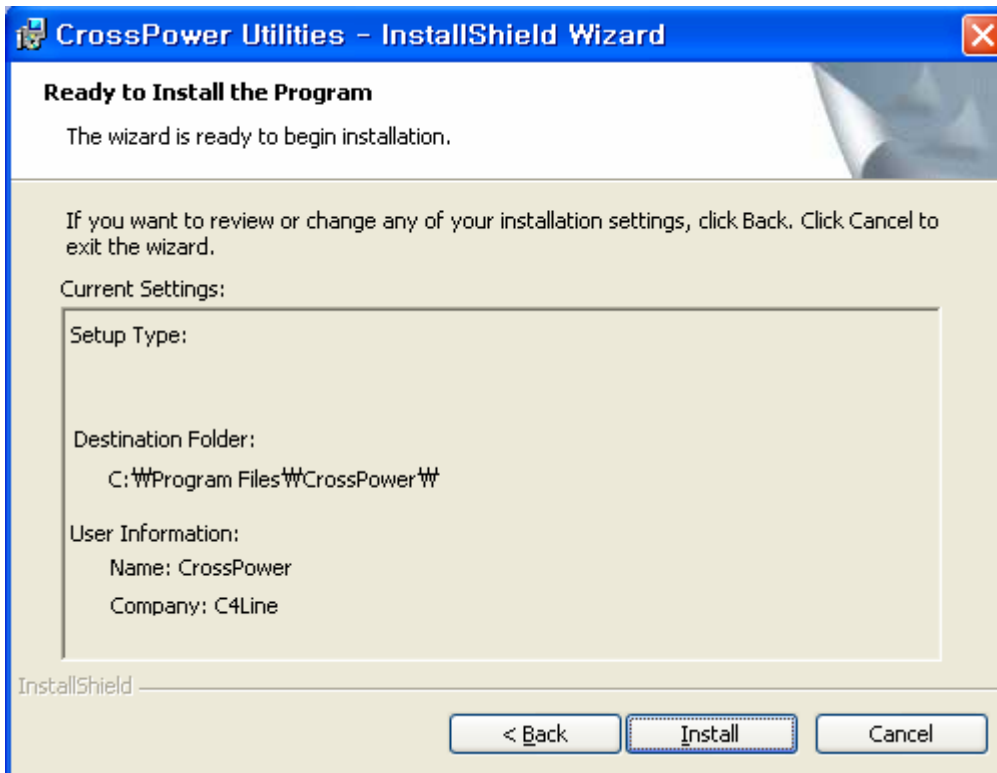 CrossPower Utilities - InstallShield Wizard
Ready to Install the Program
The wizard is ready to begin installation.
If you want to review or change any of your installation settings, click Back. Click Cancel to
exit the wizard.
Current Settings:
Setup Type:
Destination Folder:
C:₩Program Files₩CrossPower₩
User Information:
Name: CrossPower
Company: C4Line
InstallShield
< Back
Install
Cancel